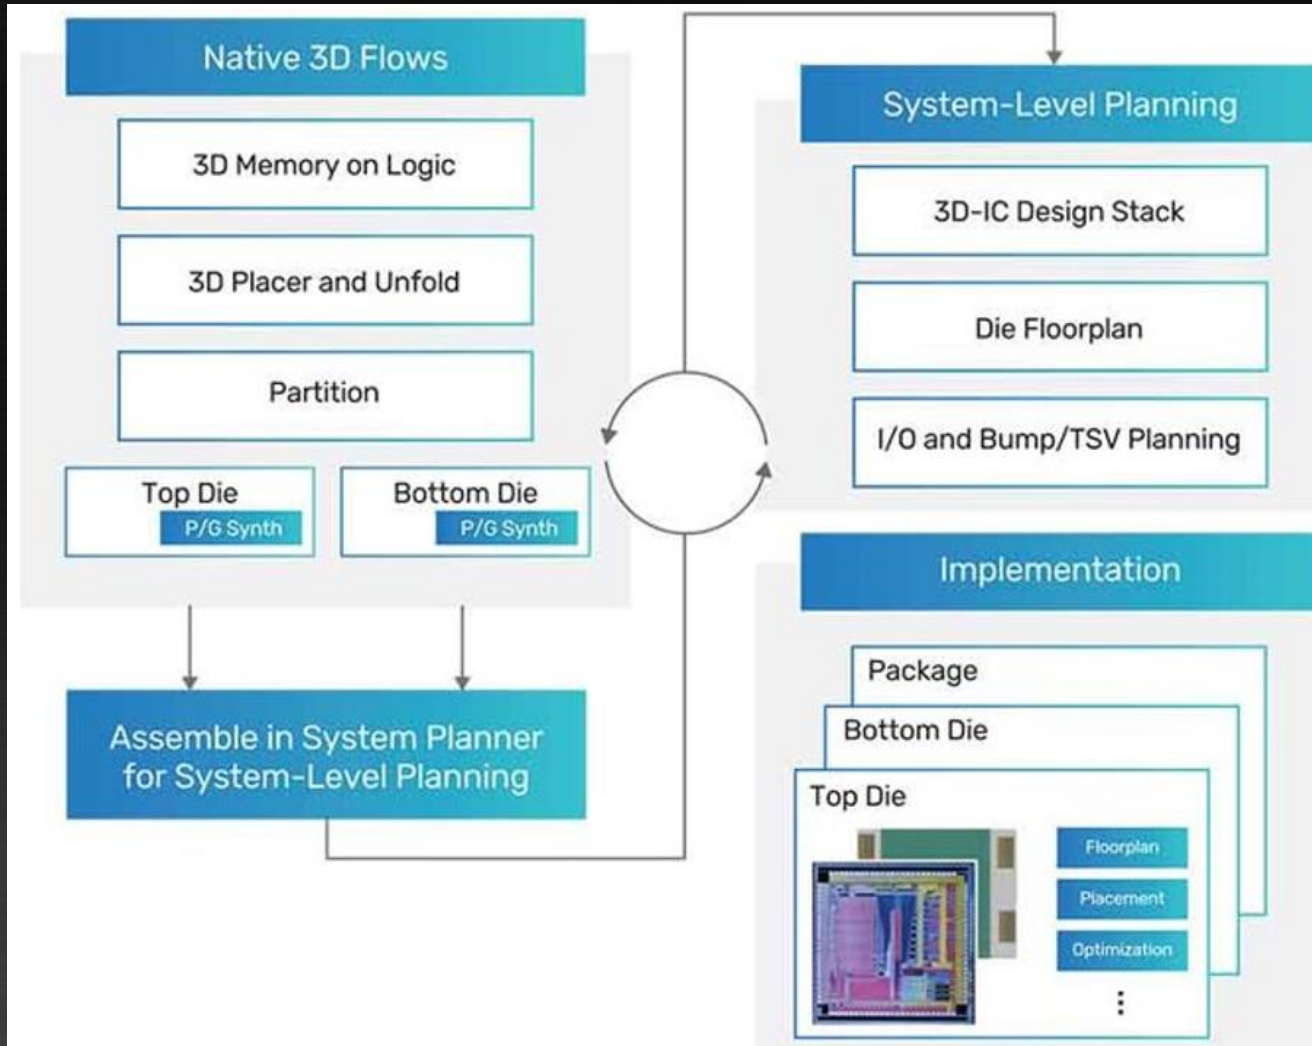 Native 3D Flows
3D Memory on Logic
3D Placer and Unfold
Partition
Top Die
P/G Synth
Bottom Die
P/G Synth
Assemble in System Planner
for System-Level Planning
System-Level Planning
3D-IC Design Stack
Die Floorplan
I/O and Bump/TSV Planning
Implementation
Package
Bottom Die
Top Die
Floorplan
Placement
Optimization